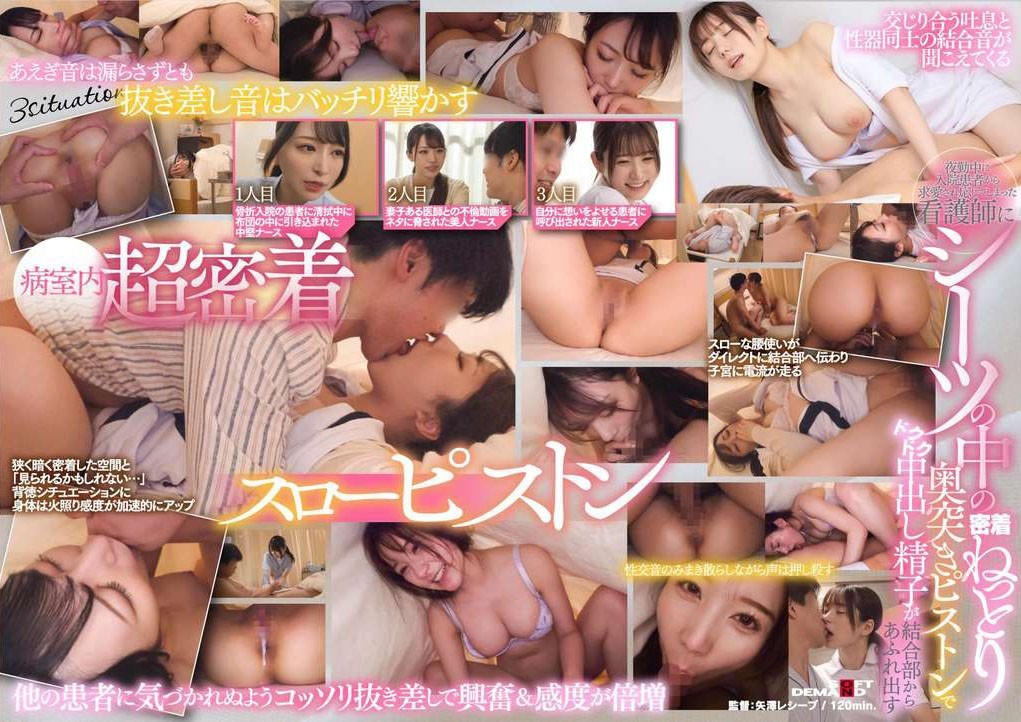 あえぎ音は漏らさずとも
3situation
抜き差し音はバッチリ響かす
1人目
骨折入院の患者に清拭中に
布団の中に引き込まれた
中堅ナース
2人目
妻子ある医師との不倫動画を
ネタに脅された美人ナース
3人目
自分に想いをよせる患者に
呼び出された新人ナース
交じり合う吐息と
性器同士の結合音が
聞こえてくる
夜勤中に
入院患者から
看護師に
シーツの中の
密着
ねっとり
奥突きピストンで
ドクドク
中出し精子が
結合部から
あふれ出す
病室内
超密着
スローピストン
スローな腰使いが
ダイレクトに結合部へ伝わり
子宮に電流が走る
狭く暗く密着した空間と
「見られるかもしれない…」
背徳シチュエーションに
身体は火照り感度が加速的にアップ
性交音のみまき散らしながら声は押し殺す
他の患者に気づかれぬようコッソリ抜き差しで興奮&感度が倍増
SOFT ON DEMAND
監督:矢澤レシーブ / 120min.